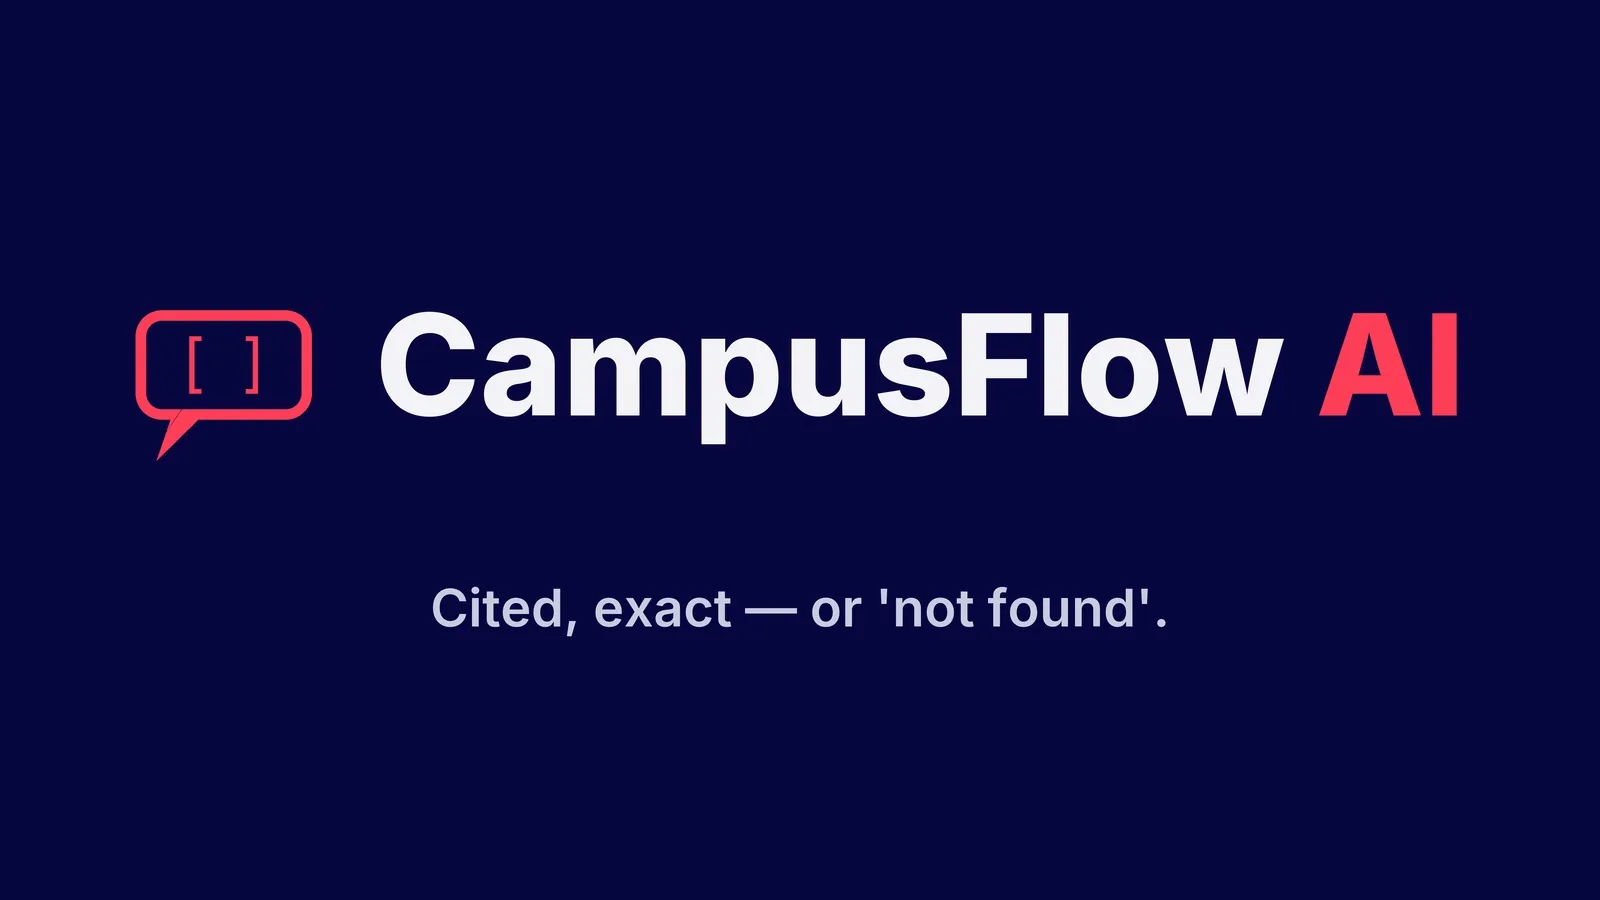 [ ] CampusFlow AI
Cited, exact — or 'not found'.